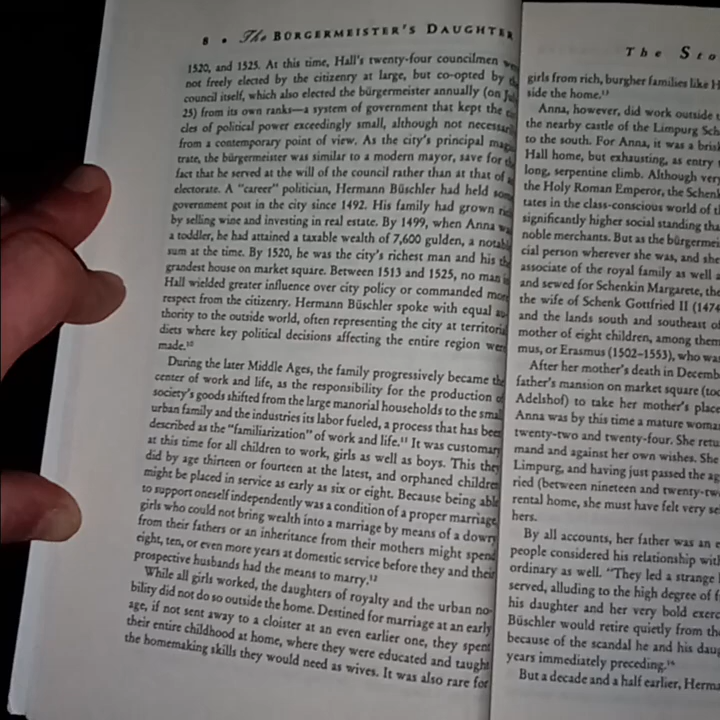 8 • The BÜRGERMEISTER'S DAUGHTER
1520, and 1525. At this time, Hall's twenty-four councilmen
not freely elected by the citizenry at large, but co-opted by
council itself, which also elected the bürgermeister annually (on
25) from its own ranks—a system of government that kept the
cles of political power exceedingly small, although not
from a contemporary point of view. As the city's principal
trate, the bürgermeister was similar to a modern mayor, save for
fact that he served at the will of the council rather than at that of
electorate. A "career" politician, Hermann Büschler had held
government post in the city since 1492. His family had grown
by selling wine and investing in real estate. By 1499, when Anna
a toddler, he had attained a taxable wealth of 7,600 gulden, a
sum at the time. By 1520, he was the city's richest man and his
grandest house on market square. Between 1513 and 1525, no man
Hall wielded greater influence over city policy or commanded
respect from the citizenry. Hermann Büschler spoke with equal
thority to the outside world, often representing the city at
diets where key political decisions affecting the entire region
made.¹⁰
During the later Middle Ages, the family progressively became the
center of work and life, as the responsibility for the production of
society's goods shifted from the large manorial households to the small
urban family and the industries its labor fueled, a process that has been
described as the "familiarization" of work and life.¹¹ It was customary
at this time for all children to work, girls as well as boys. This they
did by age thirteen or fourteen at the latest, and orphaned children
might be placed in service as early as six or eight. Because being able
to support oneself independently was a condition of a proper marriage,
girls who could not bring wealth into a marriage by means of a dowry
from their fathers or an inheritance from their mothers might spend
eight, ten, or even more years at domestic service before they and their
prospective husbands had the means to marry.¹²
While all girls worked, the daughters of royalty and the urban no-
bility did not do so outside the home. Destined for marriage at an early
age, if not sent away to a cloister at an even earlier one, they spent
their entire childhood at home, where they were educated and taught
the homemaking skills they would need as wives. It was also rare for
The
girls from rich, burgher families like
side the home.¹³
Anna, however, did work outside
the nearby castle of the Limpurg
to the south. For Anna, it was a
Hall home, but exhausting, as entry
long, serpentine climb. Although
the Holy Roman Emperor, the
tates in the class-conscious world of
significantly higher social standing
noble merchants. But as the
cial person wherever she was, and she
associate of the royal family as well
and sewed for Schenkin Margarete, the
the wife of Schenk Gottfried II
and the lands south and southeast of
mother of eight children, among them
mus, or Erasmus (1502–1553), who
After her mother's death in
father's mansion on market square
Adelshof) to take her mother's place
Anna was by this time a mature
twenty-two and twenty-four. She
mand and against her own wishes. She
Limpurg, and having just passed the
ried (between nineteen and
rental home, she must have felt very
hers.
By all accounts, her father was an
people considered his relationship
ordinary as well. "They led a strange
served, alluding to the high degree of
his daughter and her very bold
Büschler would retire quietly from
because of the scandal he and his
years immediately preceding.¹⁴
But a decade and a half earlier,